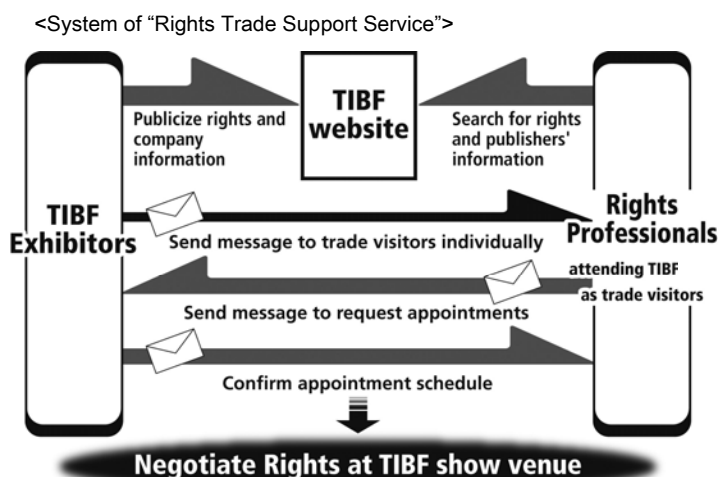 <System of “Rights Trade Support Service”>
TIBF
website
Publicize rights and
company
information
Search for rights
and publishers'
information
TIBF
Exhibitors
Rights
Professionals
attending TIBF
as trade visitors
Send message to trade visitors individually
Send message to request appointments
Confirm appointment schedule
Negotiate Rights at TIBF show venue